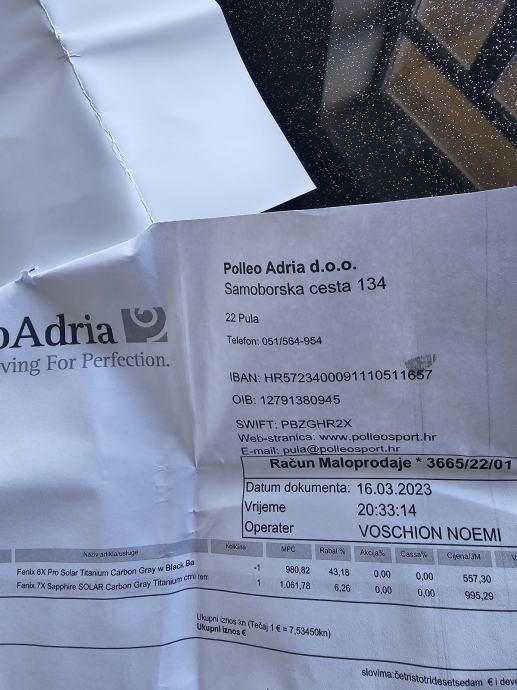 oAdria
ving For Perfection.
Polleo Adria d.o.o.
Samoborska cesta 134
22 Pula
Telefon: 051/564-954
IBAN: HR5723400091110511657
OIB: 12791380945
SWIFT: PBZGHR2X
Web-stranica: www.polleosport.hr
E-mail: pula@polleosport.hr
Račun Maloprodaje * 3665/22/01
Datum dokumenta: 16.03.2023
Vrijeme 20:33:14
Operater VOSCHION NOEMI
Naziv artikla/usluge Količina MPC Rabat % Akcija% Cassa% Cijena/JM V
Fenix 6X Pro Solar Titanium Carbon Gray w Black Ba -1 980,82 43,18 0,00 0,00 557,30
Fenix 7X Sapphire SOLAR Carbon Gray Titanium crni rem 1 1.061,78 6,26 0,00 0,00 995,29
Ukupni iznos kn (Tečaj 1 € = 7,53450kn)
Ukupni iznos €
slovima:četiristotridesetsedam € i deve